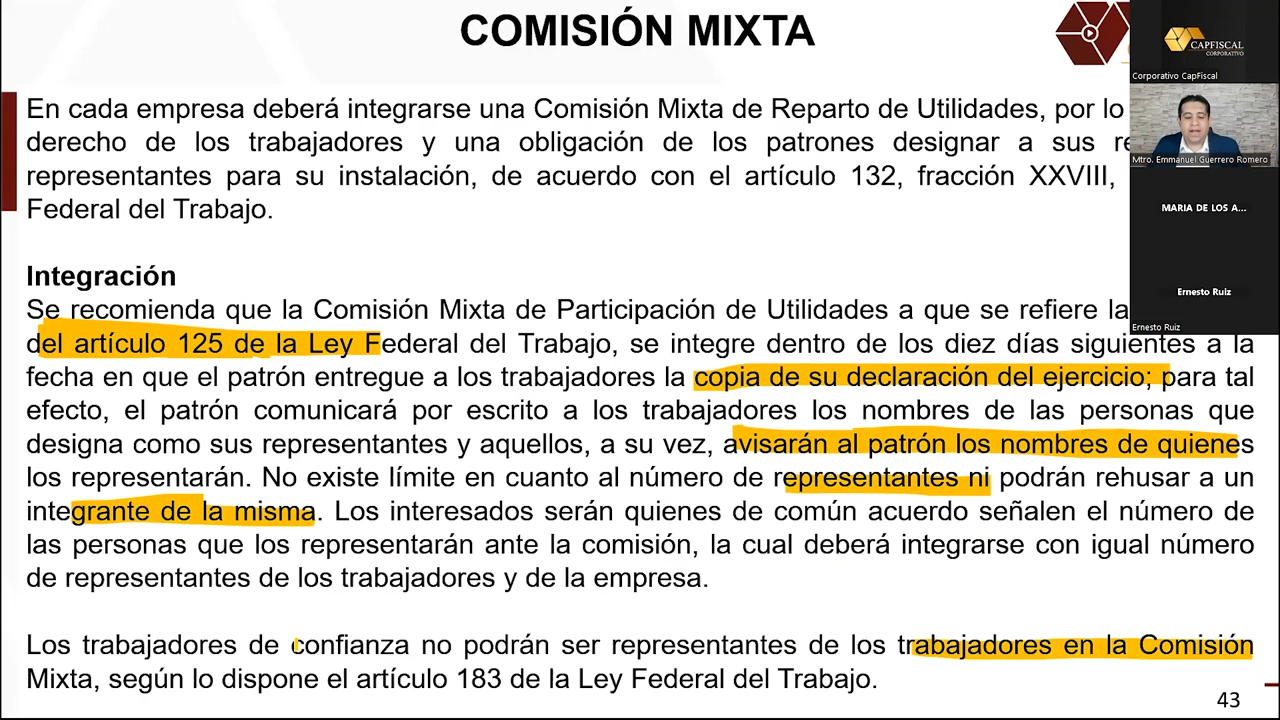 COMISIÓN MIXTA
CAPFISCAL
CORPORATIVO
Corporativo CapFiscal
En cada empresa deberá integrarse una Comisión Mixta de Reparto de Utilidades, por lo
derecho de los trabajadores y una obligación de los patrones designar a sus re
representantes para su instalación, de acuerdo con el artículo 132, fracción XXVIII,
Federal del Trabajo.
Mtro. Emmanuel Guerrero Romero
MARIA DE LOS A...
Ernesto Ruiz
Ernesto Ruiz
Integración
Se recomienda que la Comisión Mixta de Participación de Utilidades a que se refiere la
del artículo 125 de la Ley Federal del Trabajo, se integre dentro de los diez días siguientes a la
fecha en que el patrón entregue a los trabajadores la copia de su declaración del ejercicio; para tal
efecto, el patrón comunicará por escrito a los trabajadores los nombres de las personas que
designa como sus representantes y aquellos, a su vez, avisarán al patrón los nombres de quienes
los representarán. No existe límite en cuanto al número de representantes ni podrán rehusar a un
integrante de la misma. Los interesados serán quienes de común acuerdo señalen el número de
las personas que los representarán ante la comisión, la cual deberá integrarse con igual número
de representantes de los trabajadores y de la empresa.
Los trabajadores de confianza no podrán ser representantes de los trabajadores en la Comisión
Mixta, según lo dispone el artículo 183 de la Ley Federal del Trabajo.
43